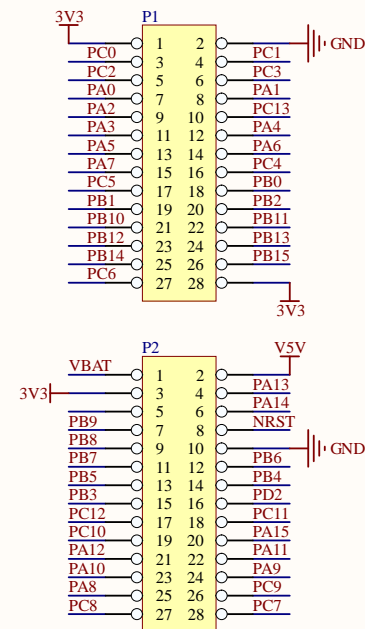 3V3 P1
1 2 GND
PC0 3 4 PC1
PC2 5 6 PC3
PA0 7 8 PA1
PA2 9 10 PC13
PA3 11 12 PA4
PA5 13 14 PA6
PA7 15 16 PC4
PC5 17 18 PB0
PB1 19 20 PB2
PB10 21 22 PB11
PB12 23 24 PB13
PB14 25 26 PB15
PC6 27 28
3V3
P2 V5V
VBAT 1 2
3V3 3 4 PA13
5 6 PA14
PB9 7 8 NRST
PB8 9 10 GND
PB7 11 12 PB6
PB5 13 14 PB4
PB3 15 16 PD2
PC12 17 18 PC11
PC10 19 20 PA15
PA12 21 22 PA11
PA10 23 24 PA9
PA8 25 26 PC9
PC8 27 28 PC7